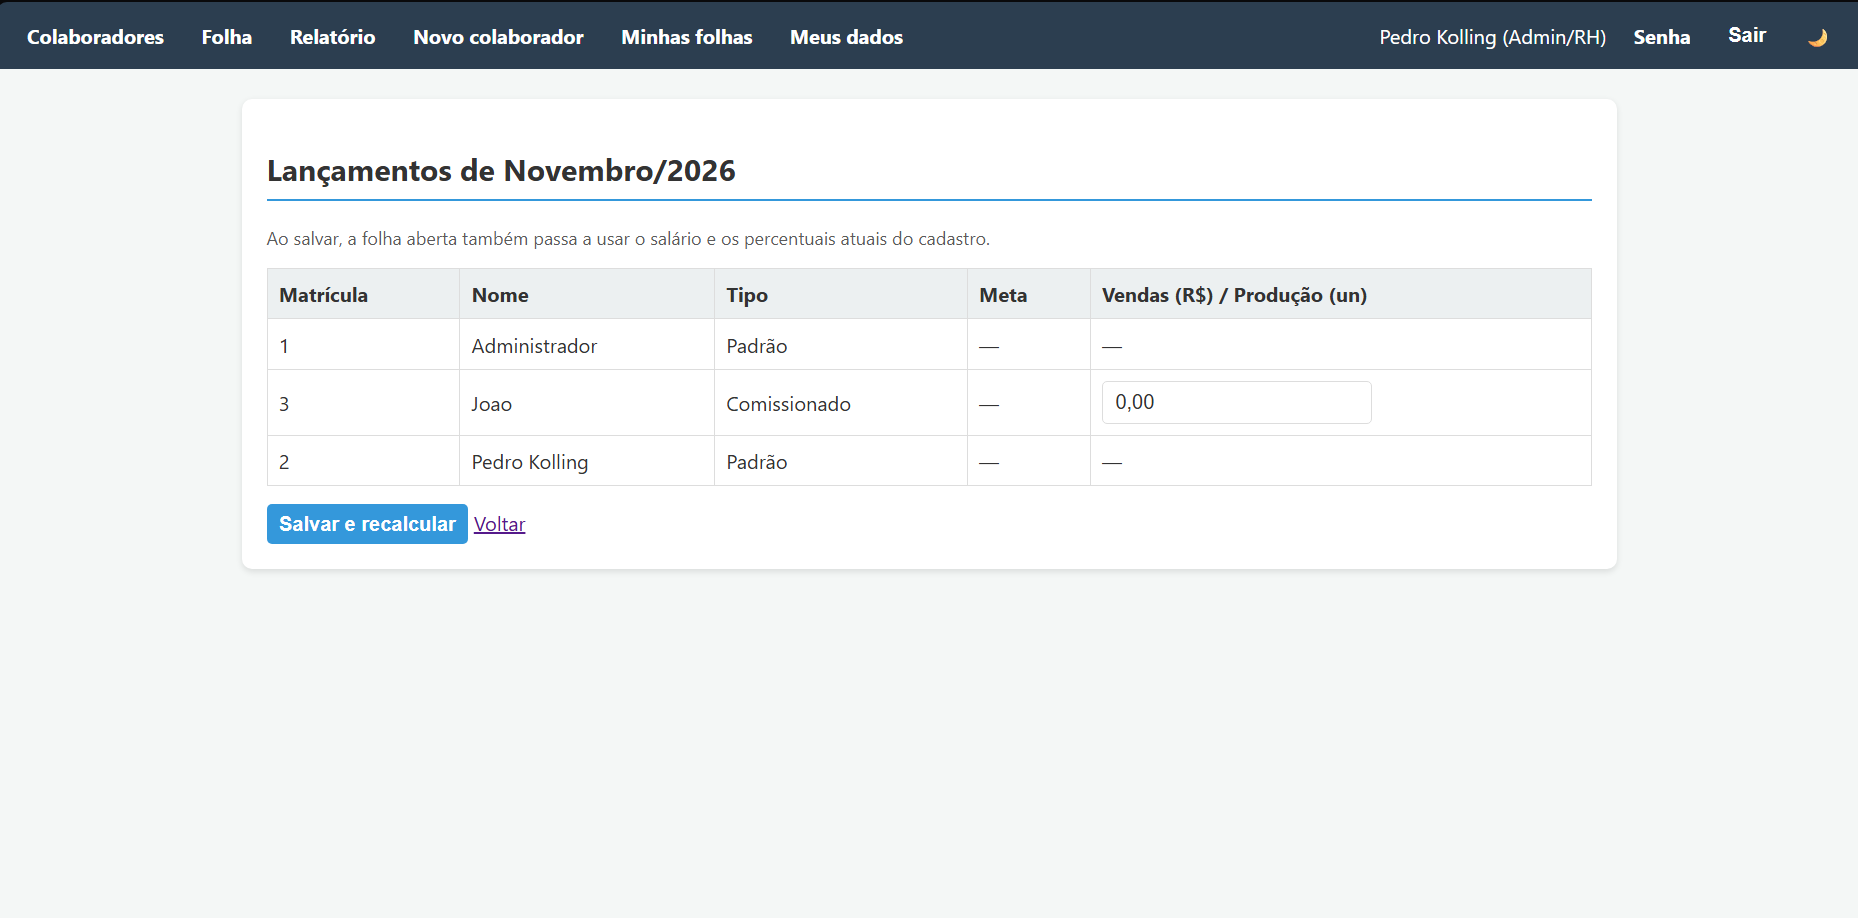 Colaboradores Folha Relatório Novo colaborador Minhas folhas Meus dados Pedro Kolling (Admin/RH) Senha Sair
Lançamentos de Novembro/2026
Ao salvar, a folha aberta também passa a usar o salário e os percentuais atuais do cadastro.
Matrícula Nome Tipo Meta Vendas (R$) / Produção (un)
1 Administrador Padrão — —
3 Joao Comissionado — 0,00
2 Pedro Kolling Padrão — —
Salvar e recalcular Voltar